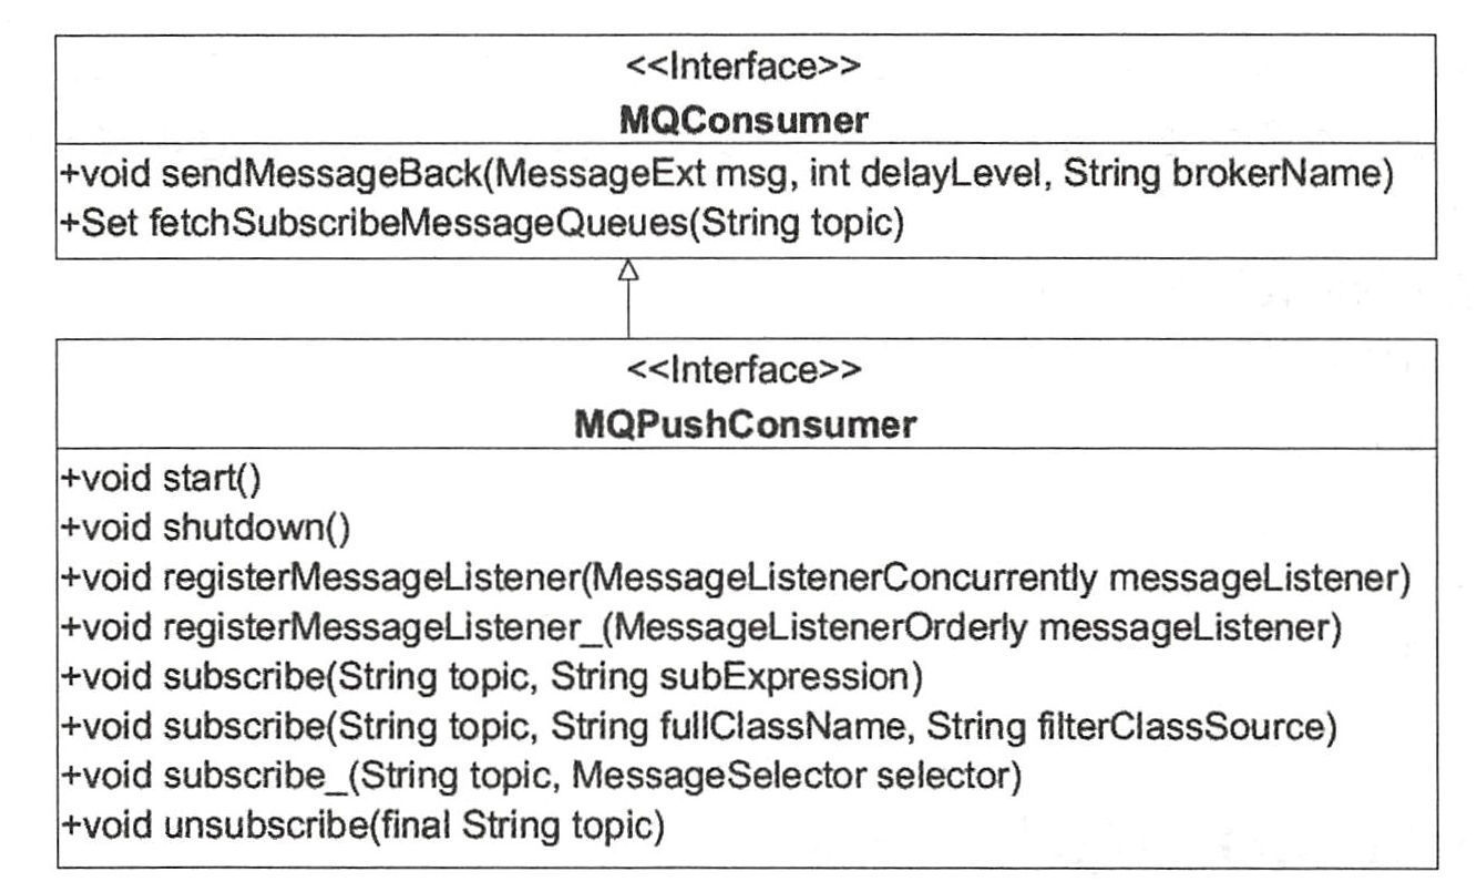 <<Interface>>
MQConsumer
+void sendMessageBack(MessageExt msg, int delayLevel, String brokerName)
+Set fetchSubscribeMessageQueues(String topic)
<<Interface>>
MQPushConsumer
+void start()
+void shutdown()
+void registerMessageListener(MessageListenerConcurrently messageListener)
+void registerMessageListener_(MessageListenerOrderly messageListener)
+void subscribe(String topic, String subExpression)
+void subscribe(String topic, String fullClassName, String filterClassSource)
+void subscribe_(String topic, MessageSelector selector)
+void unsubscribe(final String topic)